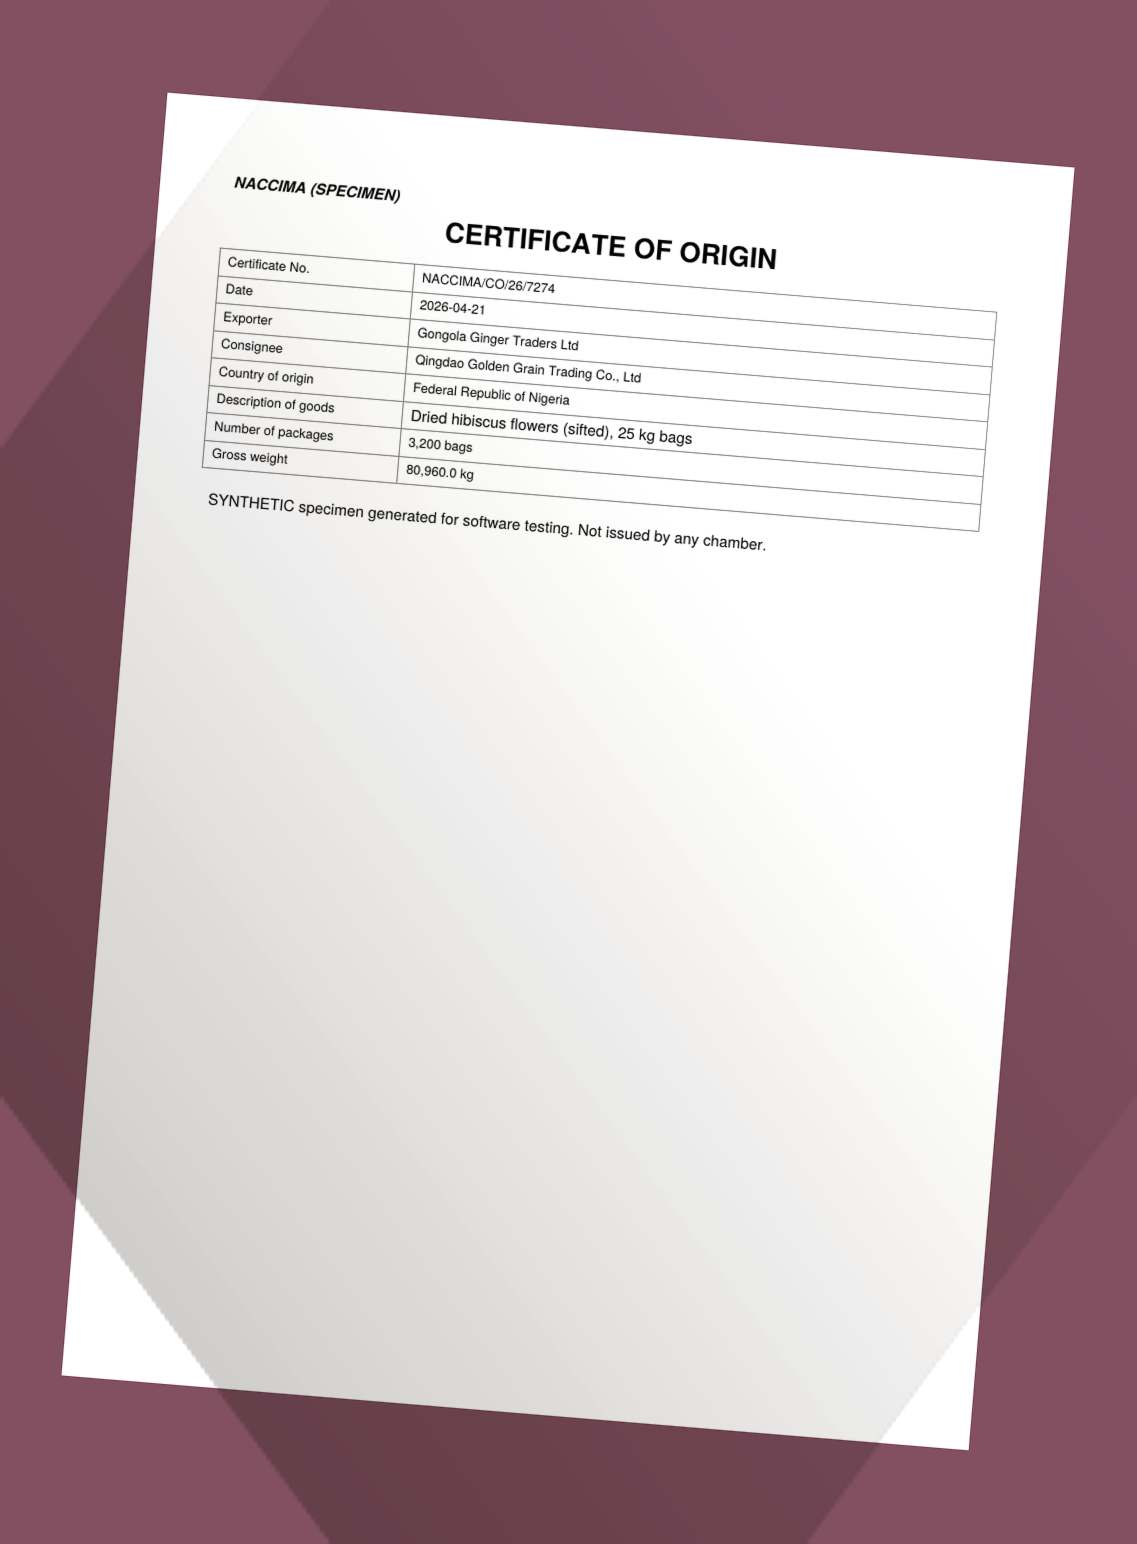 NACCIMA (SPECIMEN)
CERTIFICATE OF ORIGIN
Certificate No. NACCIMA/CO/26/7274
Date 2026-04-21
Exporter Gongola Ginger Traders Ltd
Consignee Qingdao Golden Grain Trading Co., Ltd
Country of origin Federal Republic of Nigeria
Description of goods Dried hibiscus flowers (sifted), 25 kg bags
Number of packages 3,200 bags
Gross weight 80,960.0 kg
SYNTHETIC specimen generated for software testing. Not issued by any chamber.